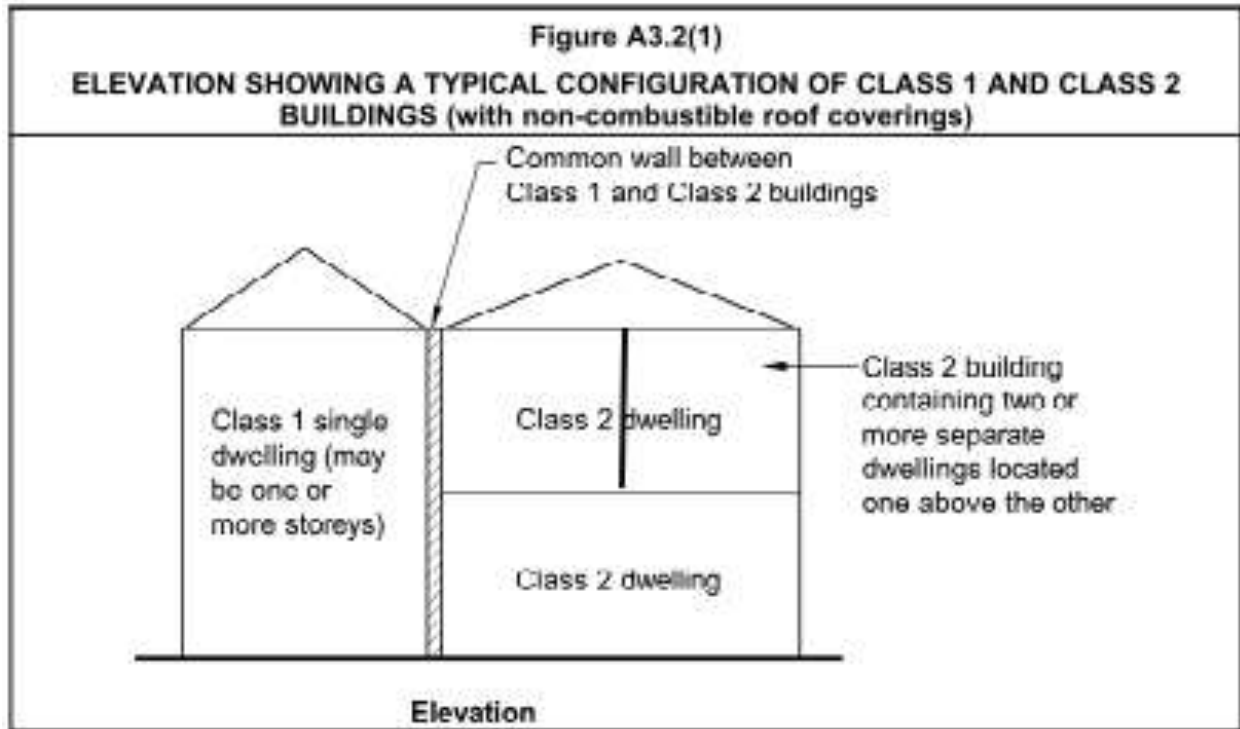 Figure A3.2(1)
ELEVATION SHOWING A TYPICAL CONFIGURATION OF CLASS 1 AND CLASS 2
BUILDINGS (with non-combustible roof coverings)
Common wall between
Class 1 and Class 2 buildings
Class 1 single
dwelling (may
be one or
more storeys)
Class 2 dwelling
Class 2 dwelling
Class 2 building
containing two or
more separate
dwellings located
one above the other
Elevation